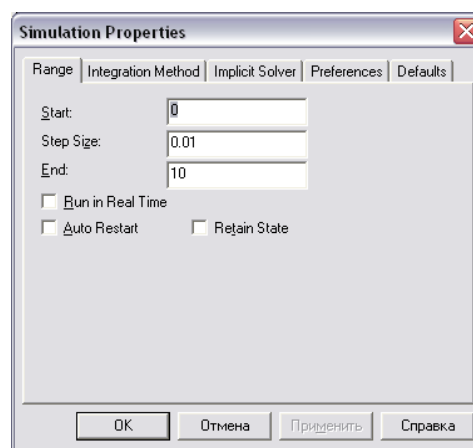 Simulation Properties
Range Integration Method Implicit Solver Preferences Defaults
Start: 0
Step Size: 0.01
End: 10
Run in Real Time
Auto Restart Retain State
OK Отмена Применить Справка